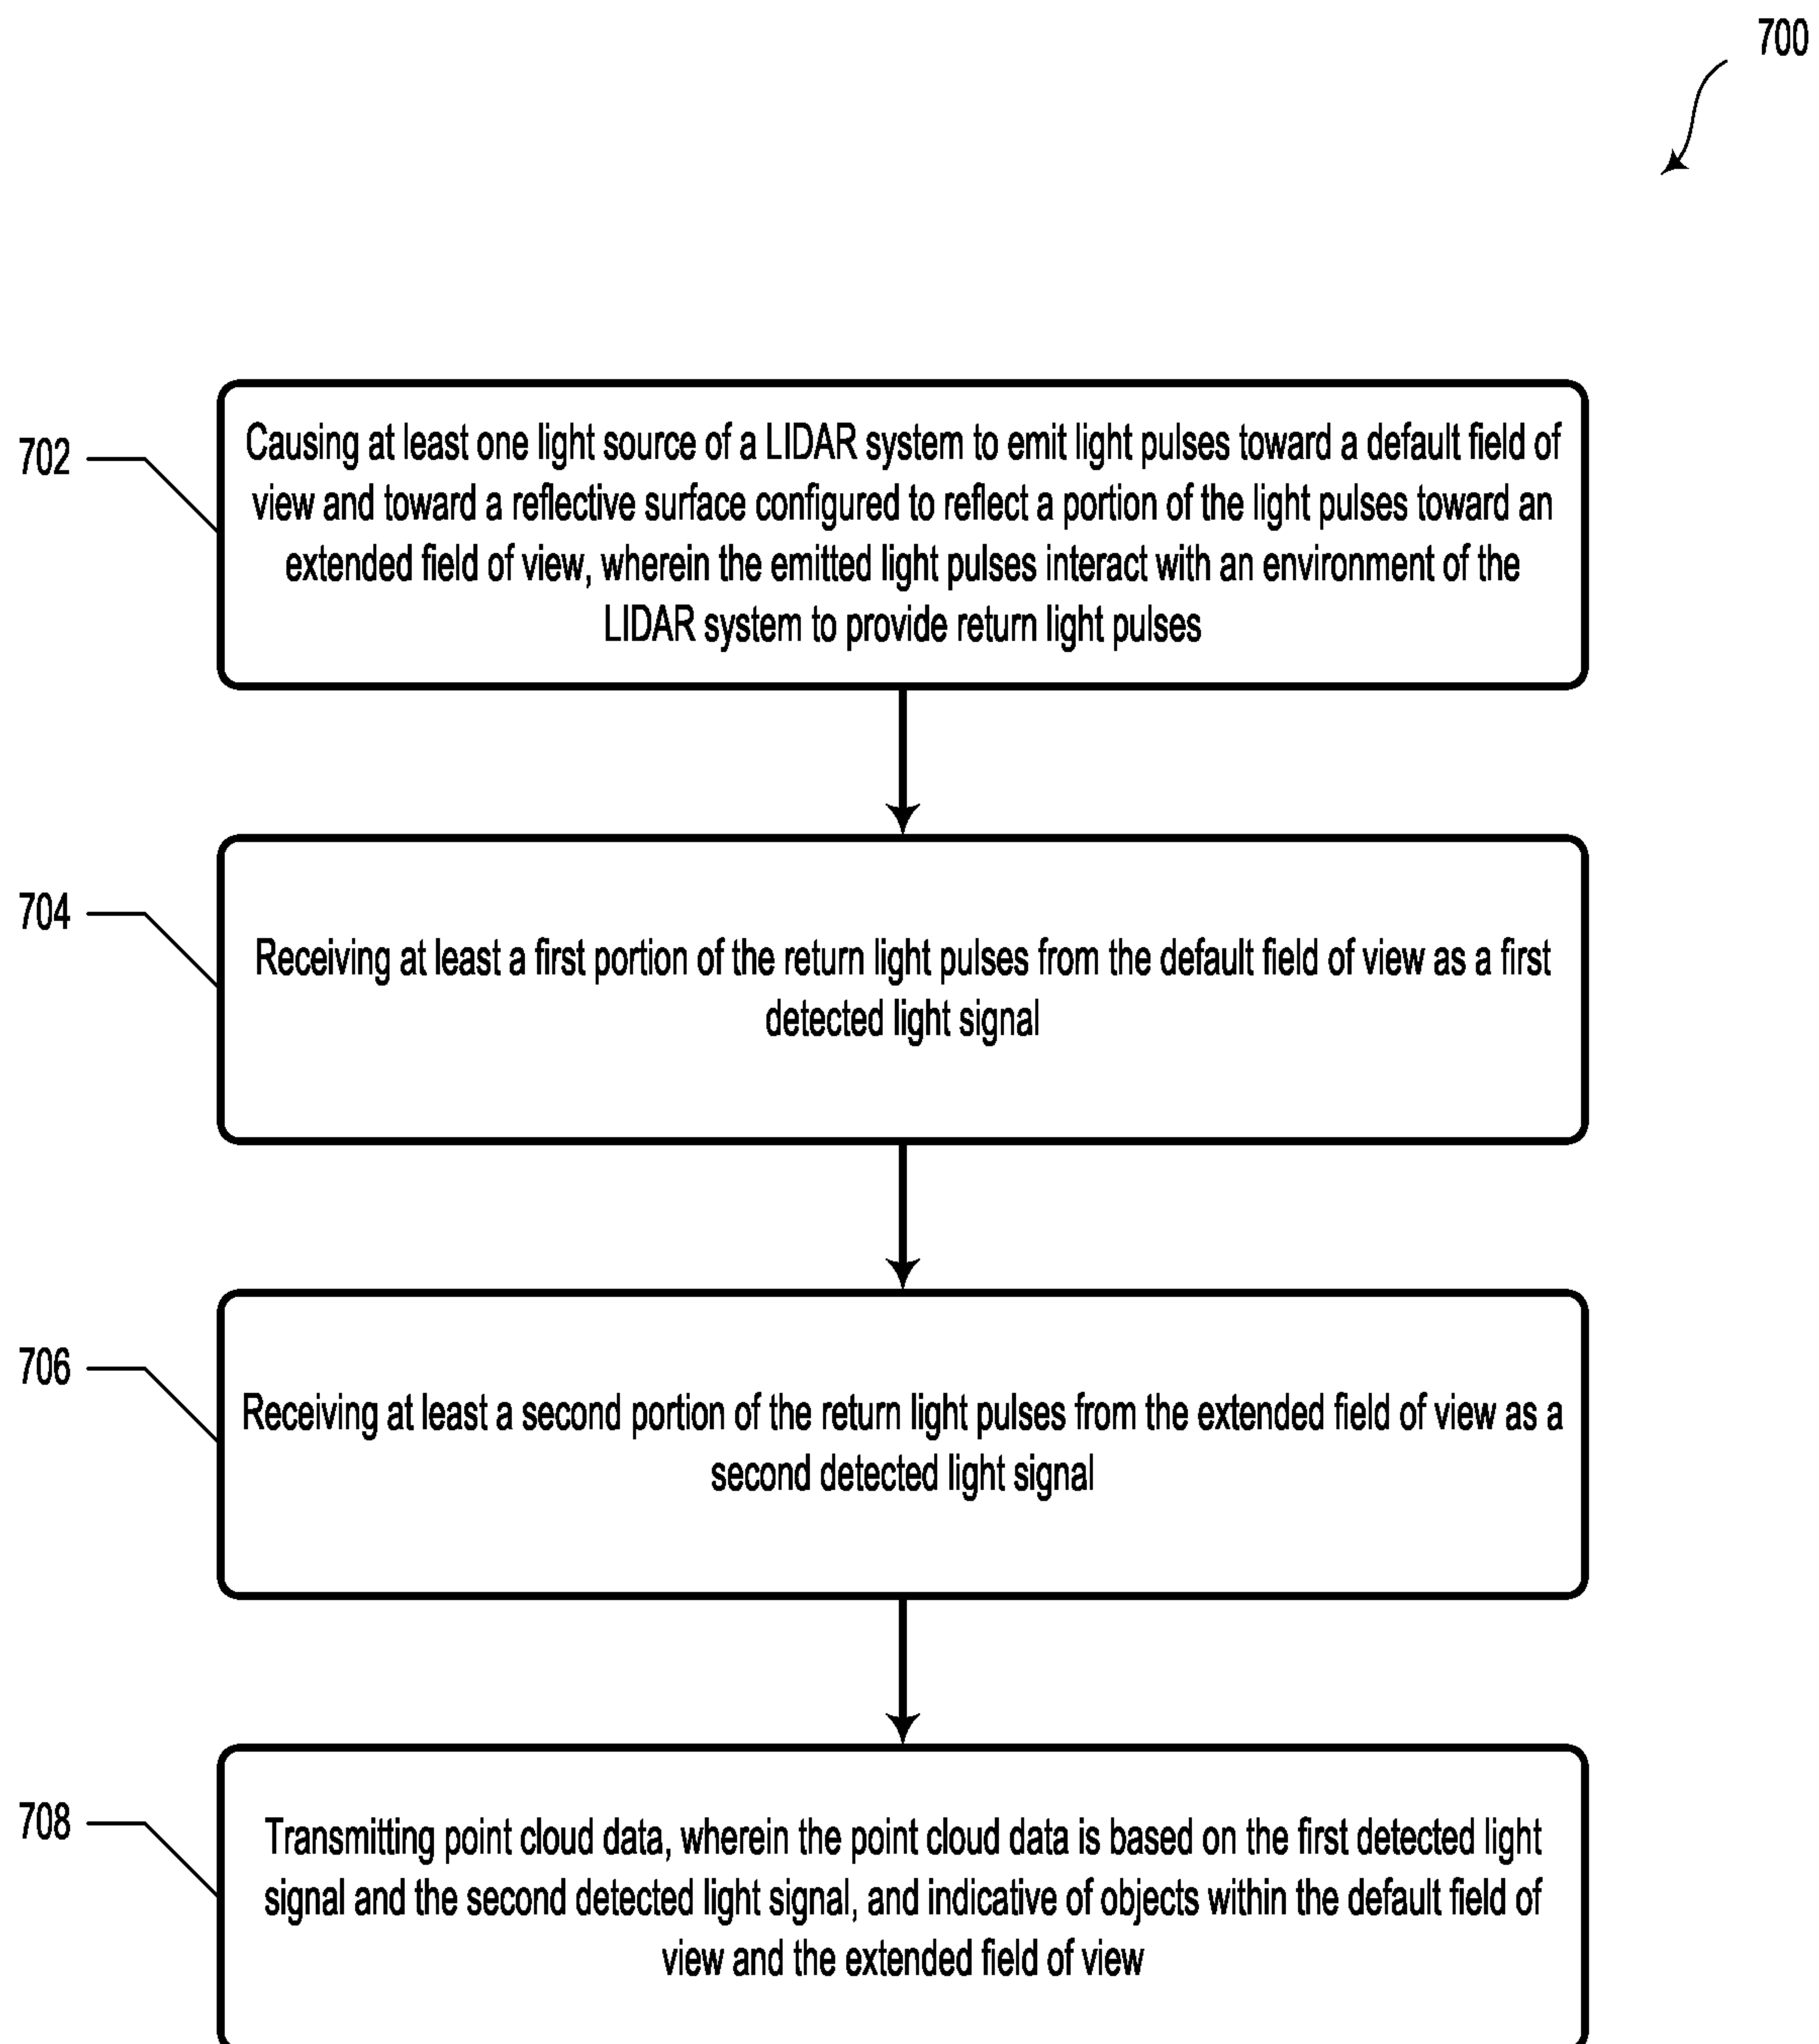 700
702
Causing at least one light source of a LIDAR system to emit light pulses toward a default field of
view and toward a reflective surface configured to reflect a portion of the light pulses toward an
extended field of view, wherein the emitted light pulses interact with an environment of the
LIDAR system to provide return light pulses
704
Receiving at least a first portion of the return light pulses from the default field of view as a first
detected light signal
706
Receiving at least a second portion of the return light pulses from the extended field of view as a
second detected light signal
708
Transmitting point cloud data, wherein the point cloud data is based on the first detected light
signal and the second detected light signal, and indicative of objects within the default field of
view and the extended field of view